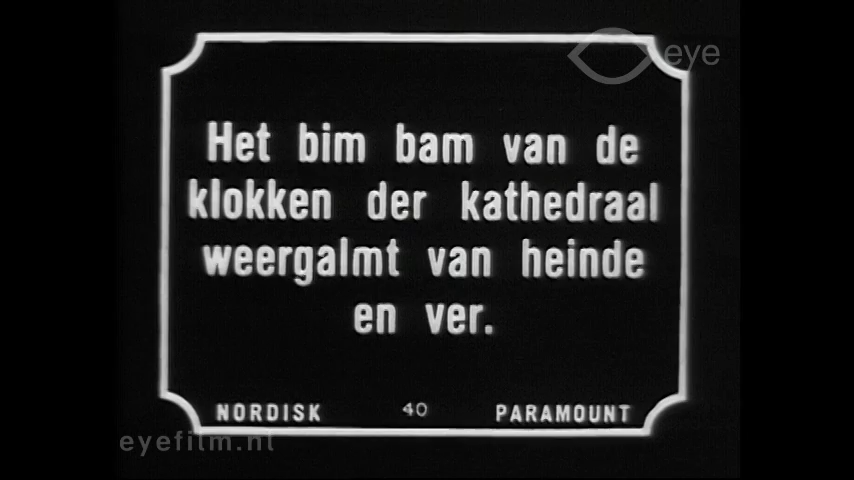 eye
Het bim bam van de
klokken der kathedraal
weergalmt van heinde
en ver.
NORDISK 40 PARAMOUNT
eyefilm.nl